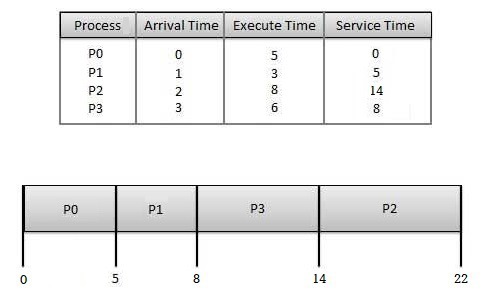 Process Arrival Time Execute Time Service Time
P0 0 5 0
P1 1 3 5
P2 2 8 14
P3 3 6 8
P0 P1 P3 P2
0 5 8 14 22